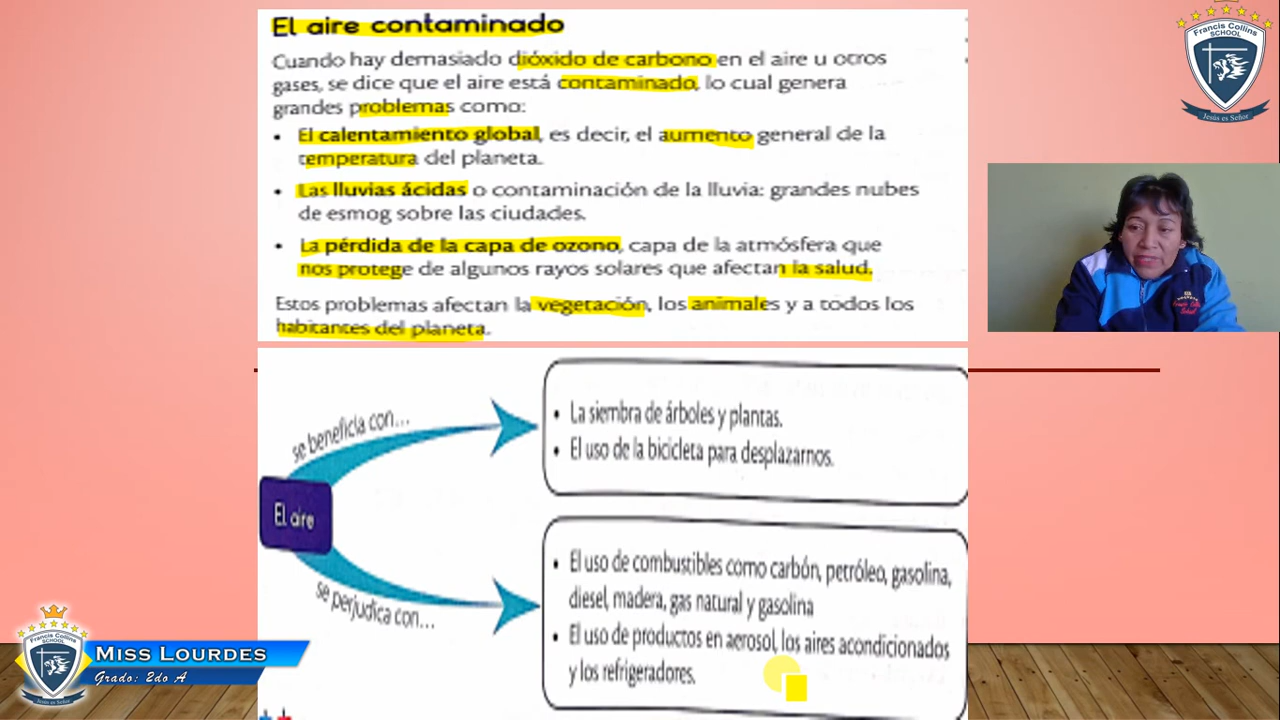 El aire contaminado
Cuando hay demasiado dióxido de carbono en el aire u otros
gases, se dice que el aire está contaminado, lo cual genera
grandes problemas como:
• El calentamiento global, es decir, el aumento general de la
temperatura del planeta.
• Las lluvias ácidas o contaminación de la lluvia: grandes nubes
de esmog sobre las ciudades.
• La pérdida de la capa de ozono, capa de la atmósfera que
nos protege de algunos rayos solares que afectan la salud.
Estos problemas afectan la vegetación, los animales y a todos los
habitantes del planeta.
El aire
se beneficia con...
• La siembra de árboles y plantas.
• El uso de la bicicleta para desplazarnos.
se perjudica con...
• El uso de combustibles como carbón, petróleo, gasolina,
diesel, madera, gas natural y gasolina
• El uso de productos en aerosol, los aires acondicionados
y los refrigeradores.
Francis Collins
SCHOOL
Jesús es Señor
Francis Collins
SCHOOL
Jesús es Señor
MISS LOURDES
Grado: 2do A